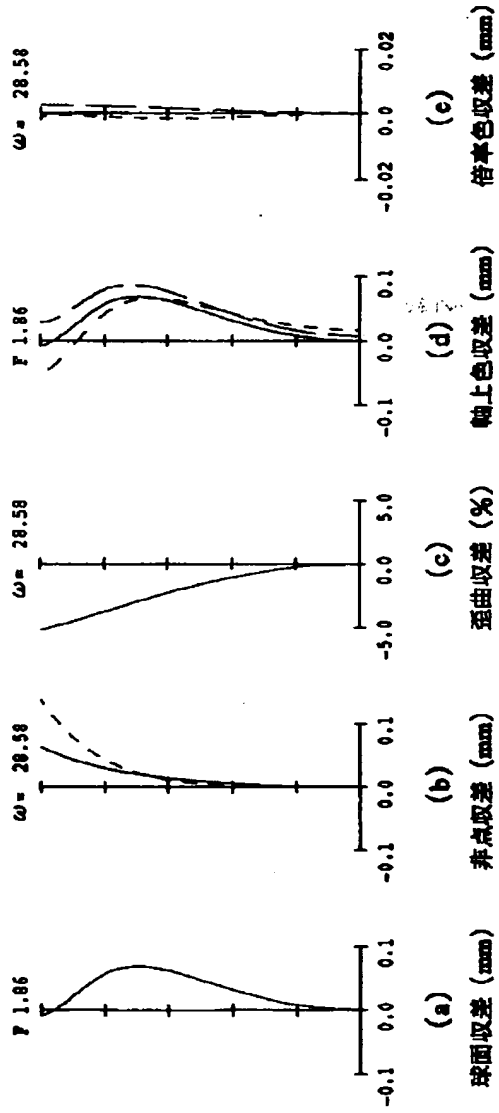 F 1.86
-0.1 0.0 0.1
(a)
球面収差 (mm)
ω= 28.58
-0.1 0.0 0.1
(b)
非点収差 (mm)
ω= 28.58
-5.0 0.0 5.0
(c)
歪曲収差 (%)
F 1.86
-0.1 0.0 0.1
(d)
軸上色収差 (mm)
ω= 28.58
-0.02 0.0 0.02
(e)
倍率色収差 (mm)